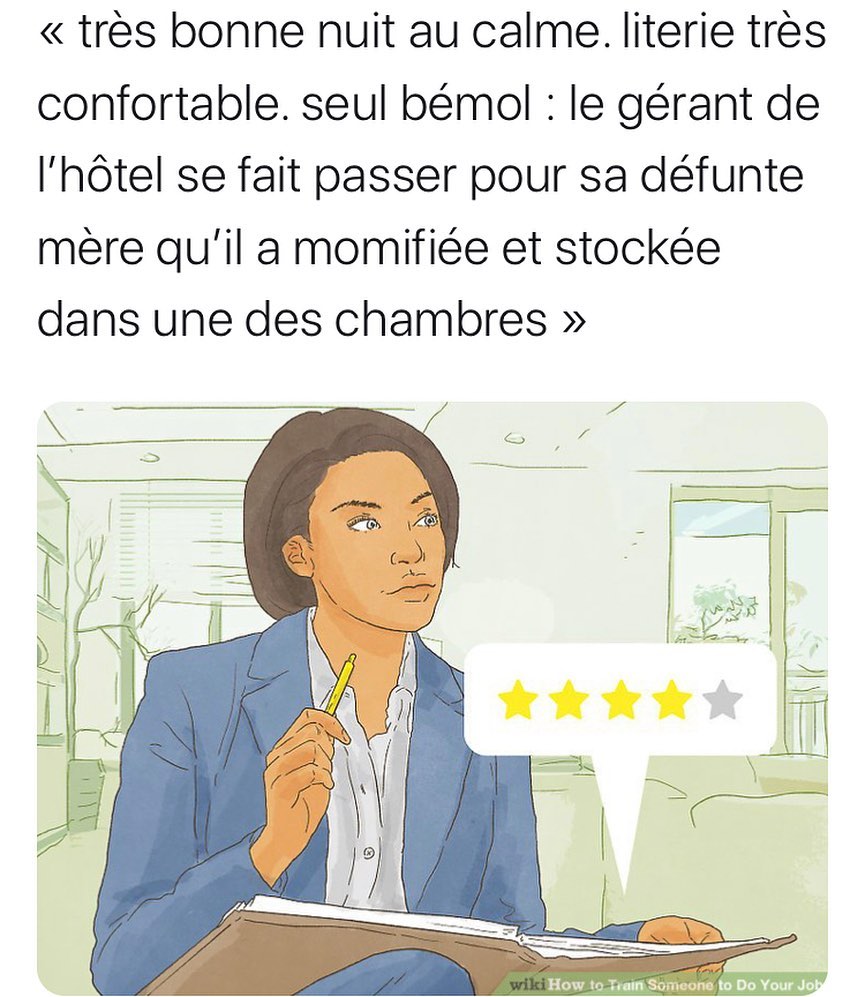 « très bonne nuit au calme. literie très
confortable. seul bémol : le gérant de
l’hôtel se fait passer pour sa défunte
mère qu’il a momifiée et stockée
dans une des chambres »
wikiHow to Train Someone to Do Your Job